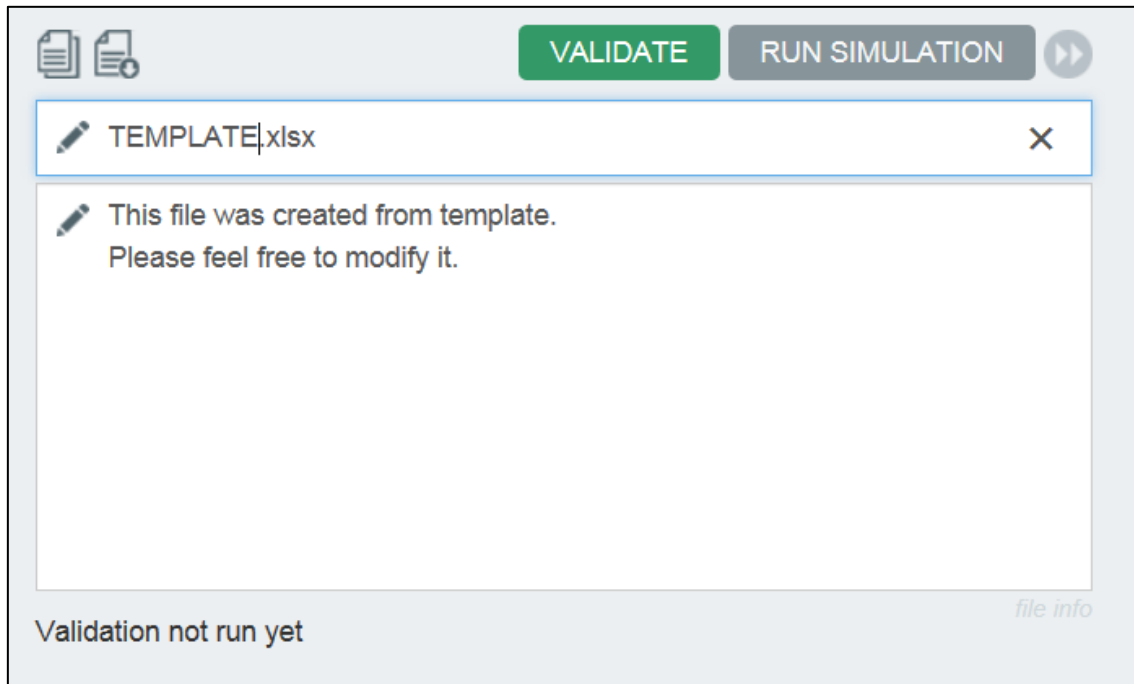 VALIDATE RUN SIMULATION
TEMPLATE.xlsx
This file was created from template.
Please feel free to modify it.
file info
Validation not run yet